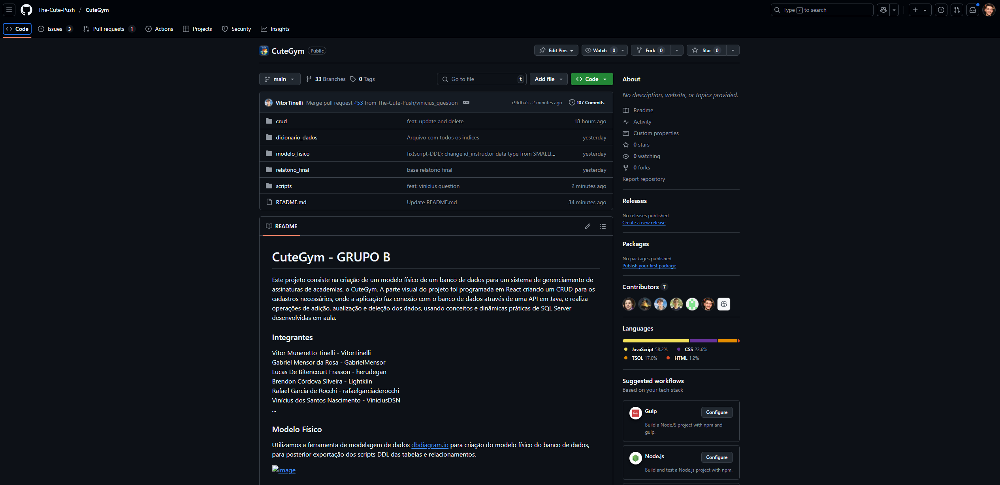 The-Cute-Push / CuteGym
Type / to search
Code
Issues 3
Pull requests 1
Actions
Projects
Security
Insights
CuteGym Public
Edit Pins
Watch 0
Fork 0
Star 0
main
33 Branches
0 Tags
Go to file t
Add file
Code
VitorTinelli Merge pull request #53 from The-Cute-Push/vinicius_question ... c9fdba5 · 2 minutes ago 107 Commits
crud feat: update and delete 18 hours ago
dicionario_dados Arquivo com todos os indices yesterday
modelo_fisico fix(script-DDL): change id_instructor data type from SMALLI... yesterday
relatorio_final base relatorio final yesterday
scripts feat: vinicius question 2 minutes ago
README.md Update README.md 34 minutes ago
README
CuteGym - GRUPO B
Este projeto consiste na criação de um modelo físico de um banco de dados para um sistema de gerenciamento de
assinaturas de academias, o CuteGym. A parte visual do projeto foi programada em React criando um CRUD para os
cadastros necessários, onde a aplicação faz conexão com o banco de dados através de uma API em Java, e realiza
operações de adição, aualização e deleção dos dados, usando conceitos e dinâmicas práticas de SQL Server
desenvolvidas em aula.
Integrantes
Vitor Muneretto Tinelli - VitorTinelli
Gabriel Mensor da Rosa - GabrielMensor
Lucas De Bitencourt Frasson - herudegan
Brendon Córdova Silveira - Lightkiin
Rafael Garcia de Rocchi - rafaelgarciaderocchi
Vinícius dos Santos Nascimento - ViniciusDSN
...
Modelo Físico
Utilizamos a ferramenta de modelagem de dados dbdiagram.io para criação do modelo físico do banco de dados,
para posterior exportação dos scripts DDL das tabelas e relacionamentos.
image
About
No description, website, or topics provided.
Readme
Activity
Custom properties
0 stars
0 watching
0 forks
Report repository
Releases
No releases published
Create a new release
Packages
No packages published
Publish your first package
Contributors 7
Languages
JavaScript 58.2%
CSS 23.6%
TSQL 17.0%
HTML 1.2%
Suggested workflows
Based on your tech stack
Gulp
Configure
Build a NodeJS project with npm and
gulp.
Node.js
Configure
Build and test a Node.js project with npm.